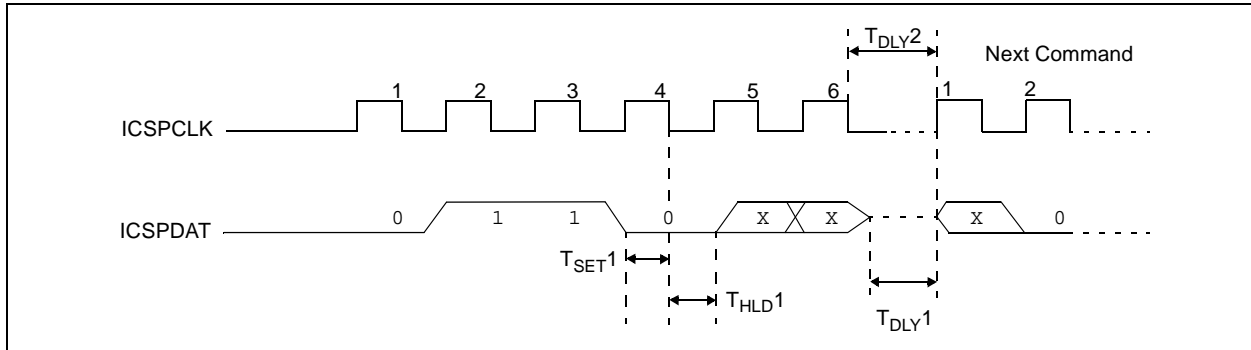 T_DLY2
Next Command
1 2 3 4 5 6 1 2
ICSPCLK
ICSPDAT
0 1 1 0 x x x 0
T_SET1
T_HLD1
T_DLY1